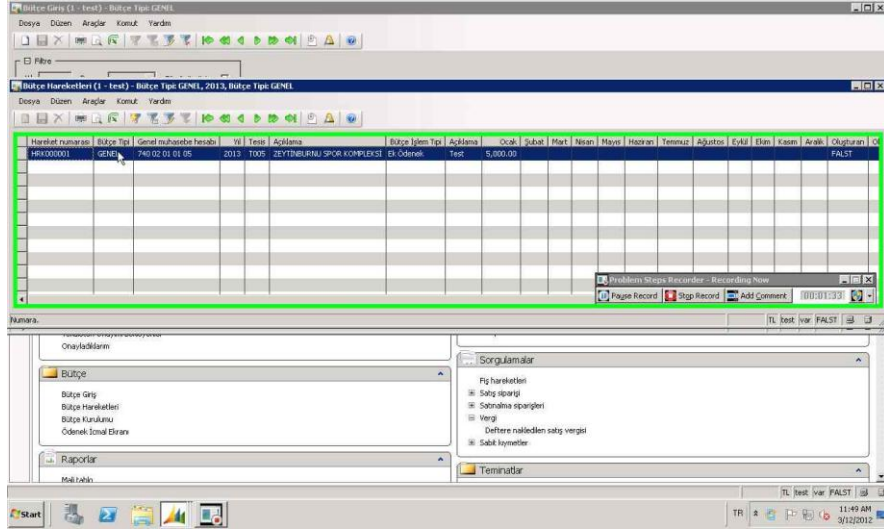 Bütçe Giriş (1 - test) - Bütçe Tipi: GENEL
Dosya Düzen Araçlar Komut Yardım
Filtre
Bütçe Hareketleri (1 - test) - Bütçe Tipi: GENEL, 2013, Bütçe Tipi: GENEL
Dosya Düzen Araçlar Komut Yardım
Hareket numarası Bütçe Tipi Genel muhasebe hesabı Yıl Tesis Açıklama Bütçe İşlem Tipi Açıklama Ocak Şubat Mart Nisan Mayıs Haziran Temmuz Ağustos Eylül Ekim Kasım Aralık Oluşturan
HRK000001 GENEL 740 02 01 01 05 2013 T005 ZEYTİNBURNU SPOR KOMPLEKSİ Ek Ödenek Test 5,000.00 FALST
Problem Steps Recorder - Recording Now
Pause Record Stop Record Add Comment 00:01:33
Numara. TL test var FALST
Onayladıklarım
Sorgulamalar
Bütçe
Fiş hareketleri
Bütçe Giriş
Satış siparişi
Bütçe Hareketleri
Satınalma siparişleri
Bütçe Kurulumu
Vergi
Ödenek İcmal Ekranı
Deftere nakledilen satış vergisi
Sabit kıymetler
Raporlar
Teminatlar
Mali tablo
TL test var FALST
Start TR 11:49 AM
3/12/2012